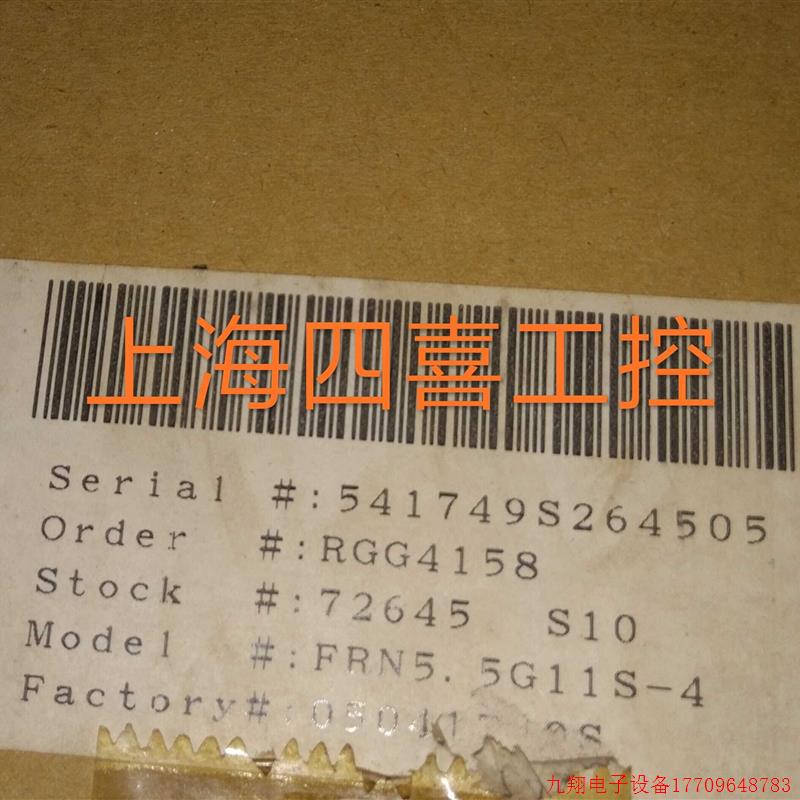 上海四喜工控
Serial #:541749S264505
Order #:RGG4158
Stock #:72645 S10
Model #:FRN5.5G11S-4
Factory#:
九翔电子设备17709648783